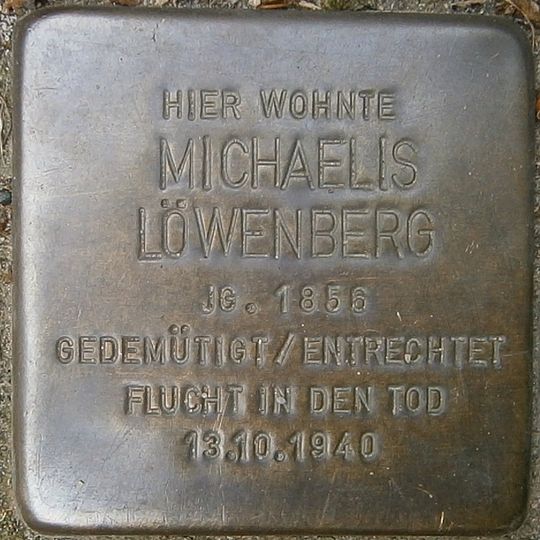 HIER WOHNTE
MICHAELIS
LÖWENBERG
JG. 1856
GEDEMÜTIGT/ENTRECHTET
FLUCHT IN DEN TOD
13.10.1940